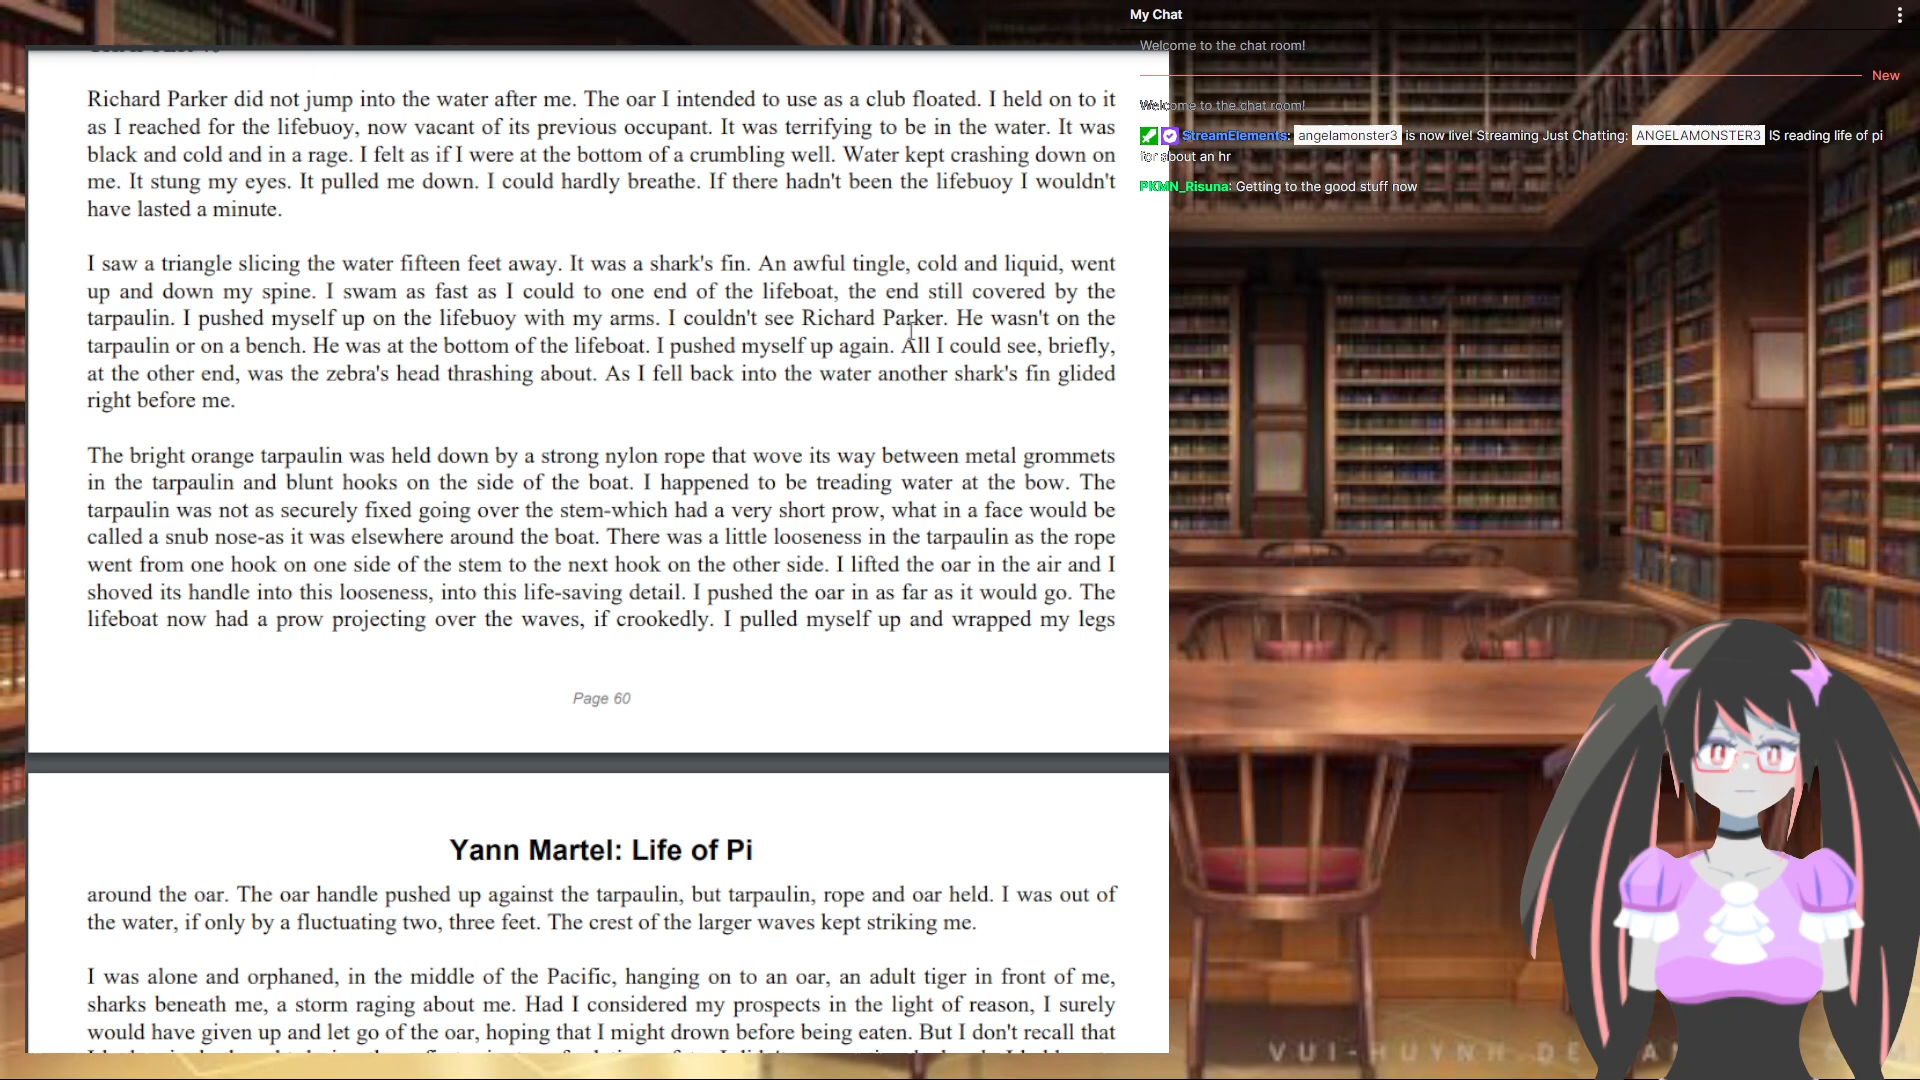 Richard Parker did not jump into the water after me. The oar I intended to use as a club floated. I held on to it
as I reached for the lifebuoy, now vacant of its previous occupant. It was terrifying to be in the water. It was
black and cold and in a rage. I felt as if I were at the bottom of a crumbling well. Water kept crashing down on
me. It stung my eyes. It pulled me down. I could hardly breathe. If there hadn't been the lifebuoy I wouldn't
have lasted a minute.
I saw a triangle slicing the water fifteen feet away. It was a shark's fin. An awful tingle, cold and liquid, went
up and down my spine. I swam as fast as I could to one end of the lifeboat, the end still covered by the
tarpaulin. I pushed myself up on the lifebuoy with my arms. I couldn't see Richard Parker. He wasn't on the
tarpaulin or on a bench. He was at the bottom of the lifeboat. I pushed myself up again. All I could see, briefly,
at the other end, was the zebra's head thrashing about. As I fell back into the water another shark's fin glided
right before me.
The bright orange tarpaulin was held down by a strong nylon rope that wove its way between metal grommets
in the tarpaulin and blunt hooks on the side of the boat. I happened to be treading water at the bow. The
tarpaulin was not as securely fixed going over the stem-which had a very short prow, what in a face would be
called a snub nose-as it was elsewhere around the boat. There was a little looseness in the tarpaulin as the rope
went from one hook on one side of the stem to the next hook on the other side. I lifted the oar in the air and I
shoved its handle into this looseness, into this life-saving detail. I pushed the oar in as far as it would go. The
lifeboat now had a prow projecting over the waves, if crookedly. I pulled myself up and wrapped my legs
Page 60
Yann Martel: Life of Pi
around the oar. The oar handle pushed up against the tarpaulin, but tarpaulin, rope and oar held. I was out of
the water, if only by a fluctuating two, three feet. The crest of the larger waves kept striking me.
I was alone and orphaned, in the middle of the Pacific, hanging on to an oar, an adult tiger in front of me,
sharks beneath me, a storm raging about me. Had I considered my prospects in the light of reason, I surely
would have given up and let go of the oar, hoping that I might drown before being eaten. But I don't recall that
My Chat
Welcome to the chat room!
New
Welcome to the chat room!
StreamElements: angelamonster3 is now live! Streaming Just Chatting: ANGELAMONSTER3 IS reading life of pi
for about an hr
PKMN_Risuna: Getting to the good stuff now
VUI-HUYNH.DE